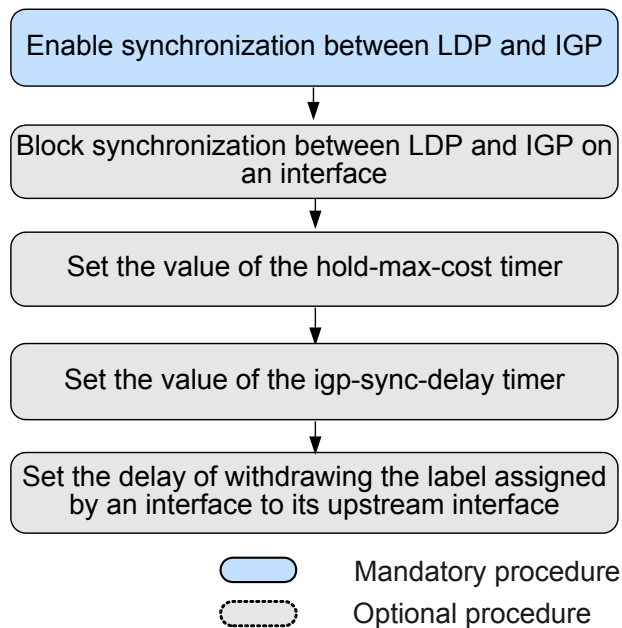 Enable synchronization between LDP and IGP
Block synchronization between LDP and IGP on
an interface
Set the value of the hold-max-cost timer
Set the value of the igp-sync-delay timer
Set the delay of withdrawing the label assigned
by an interface to its upstream interface
Mandatory procedure
Optional procedure